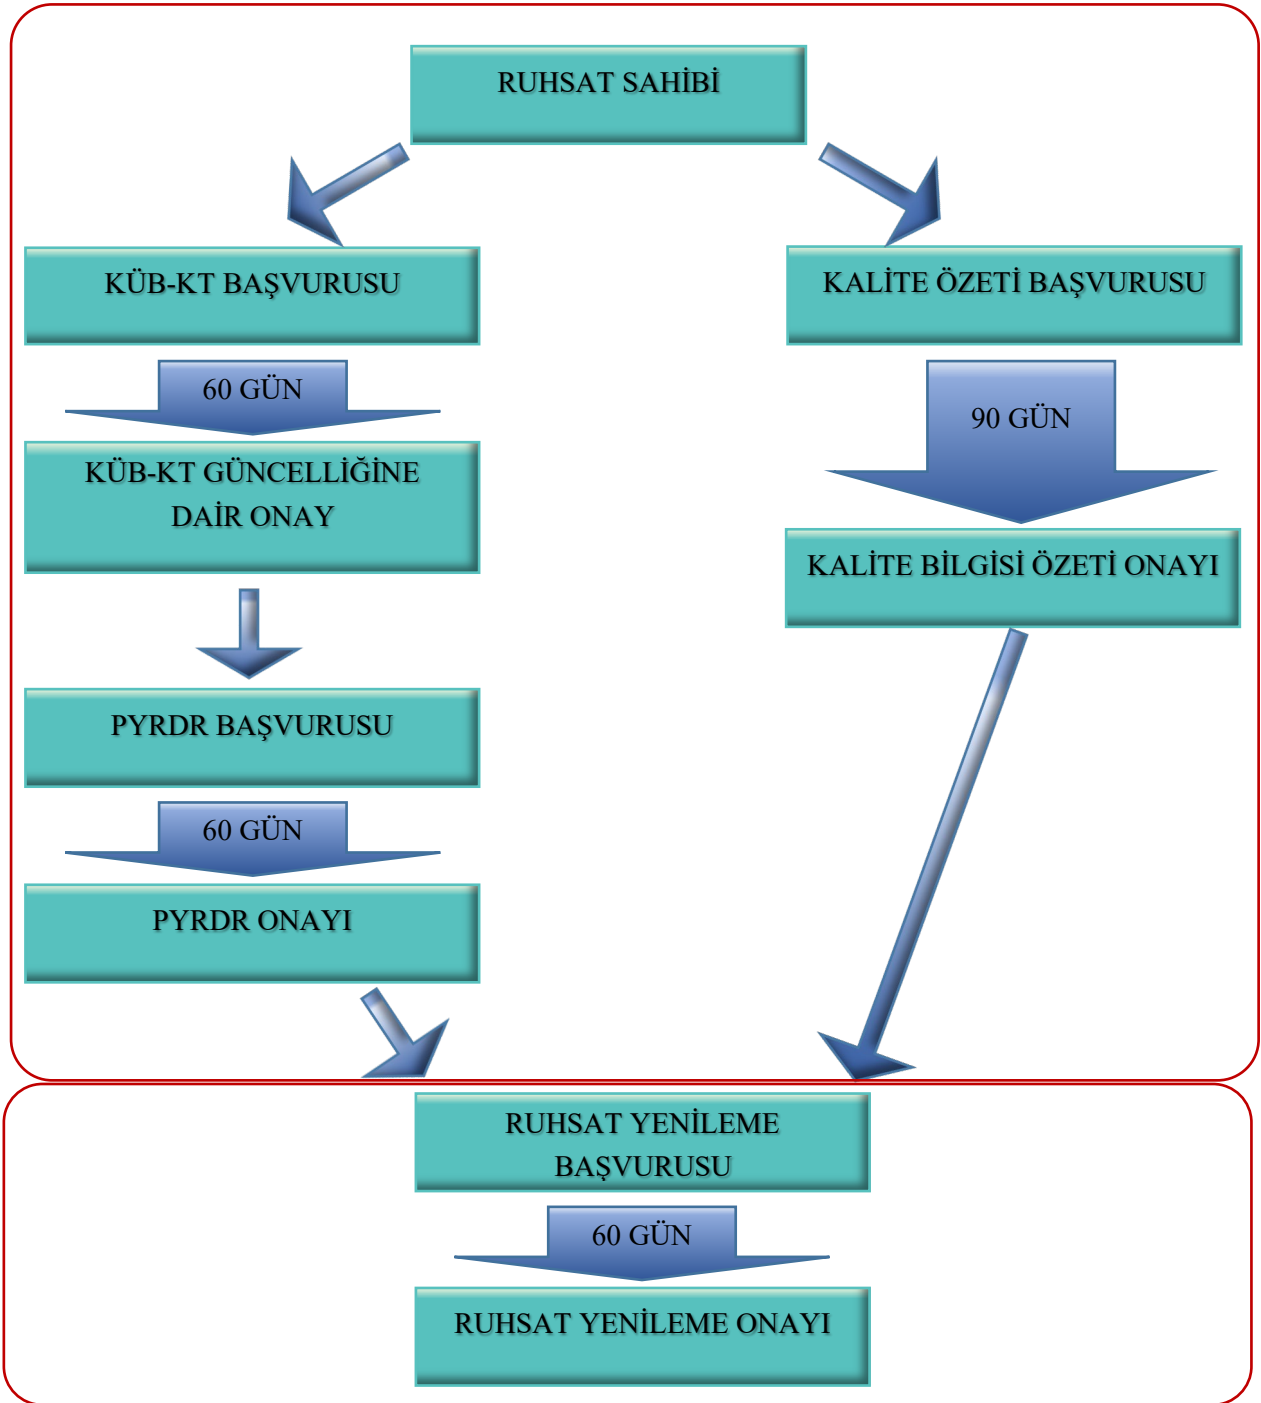 RUHSAT SAHİBİ
KÜB-KT BAŞVURUSU
60 GÜN
KÜB-KT GÜNCELLİĞİNE
DAİR ONAY
PYRDR BAŞVURUSU
60 GÜN
PYRDR ONAYI
KALİTE ÖZETİ BAŞVURUSU
90 GÜN
KALİTE BİLGİSİ ÖZETİ ONAYI
RUHSAT YENİLEME
BAŞVURUSU
60 GÜN
RUHSAT YENİLEME ONAYI